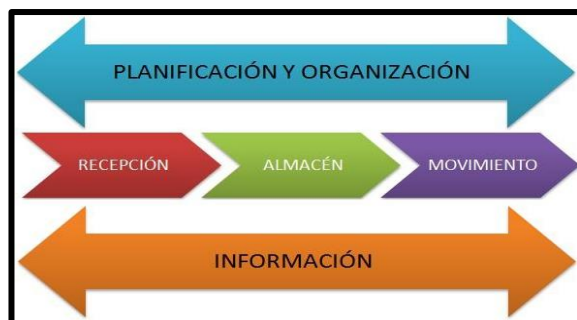 PLANIFICACIÓN Y ORGANIZACIÓN
RECEPCIÓN
ALMACÉN
MOVIMIENTO
INFORMACIÓN